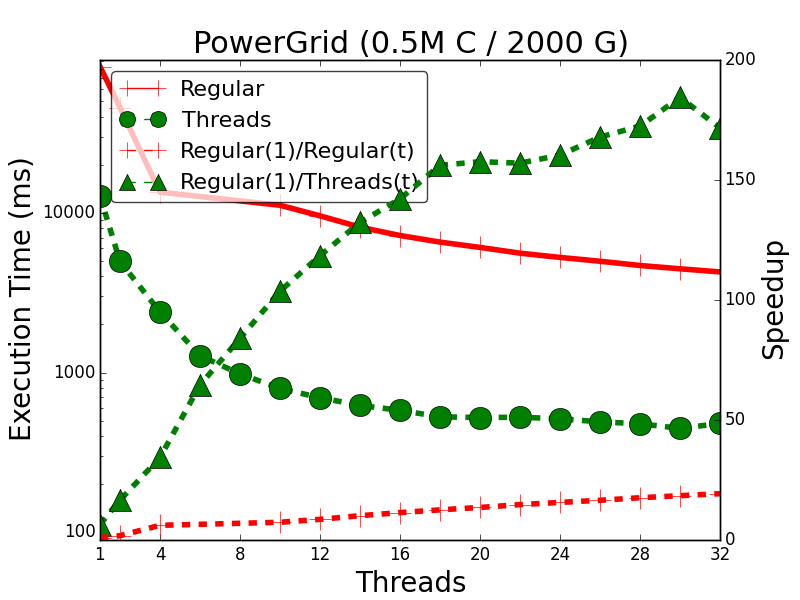 PowerGrid (0.5M C / 2000 G)
Regular
Threads
Regular(1)/Regular(t)
Regular(1)/Threads(t)
Execution Time (ms)
10000
1000
100
200
150
100
50
0
Speedup
1 4 8 12 16 20 24 28 32
Threads